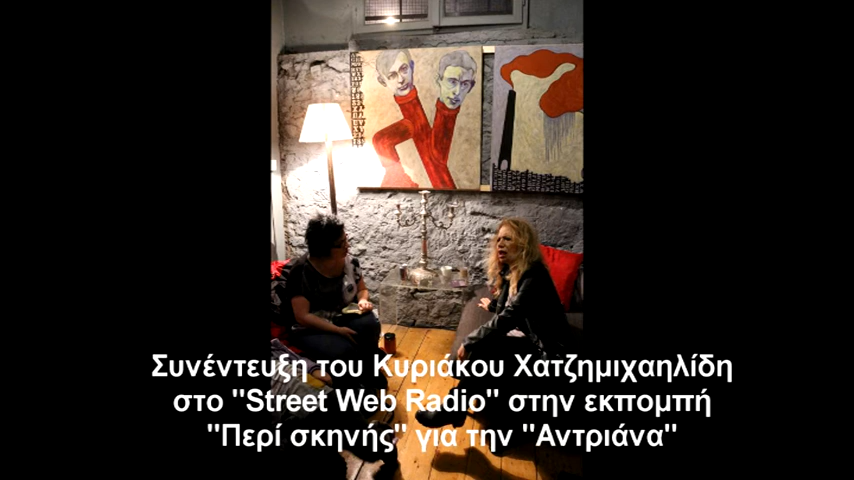 Συνέντευξη του Κυριάκου Χατζημιχαηλίδη
στο "Street Web Radio" στην εκπομπή
"Περί σκηνής" για την "Αντριάνα"